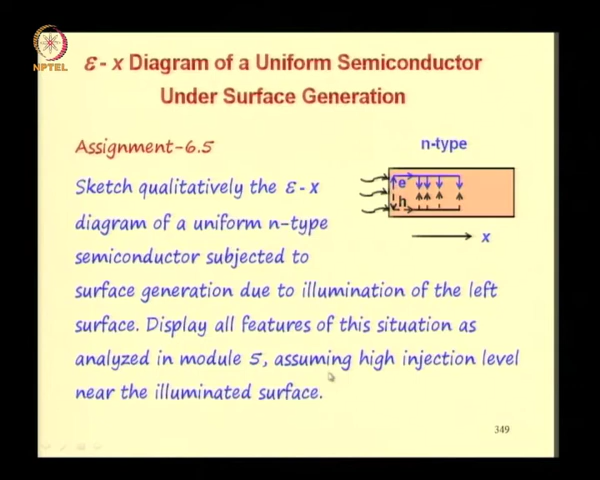 NPTEL
ε - x Diagram of a Uniform Semiconductor
Under Surface Generation
Assignment-6.5
n-type
Sketch qualitatively the ε - x
diagram of a uniform n-type
semiconductor subjected to
e
h
x
surface generation due to illumination of the left
surface. Display all features of this situation as
analyzed in module 5, assuming high injection level
near the illuminated surface.
349